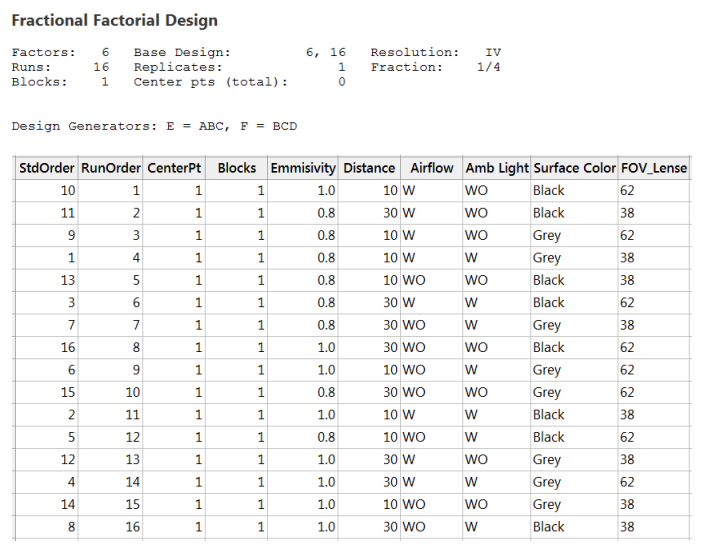 Fractional Factorial Design
Factors: 6 Base Design: 6, 16 Resolution: IV
Runs: 16 Replicates: 1 Fraction: 1/4
Blocks: 1 Center pts (total): 0
Design Generators: E = ABC, F = BCD
StdOrder RunOrder CenterPt Blocks Emmisivity Distance Airflow Amb Light Surface Color FOV_Lense
10 1 1 1 1.0 10 W WO Black 62
11 2 1 1 0.8 30 W WO Black 38
9 3 1 1 0.8 10 W WO Grey 62
1 4 1 1 0.8 10 W W Grey 38
13 5 1 1 0.8 10 WO WO Black 38
3 6 1 1 0.8 30 W W Black 62
7 7 1 1 0.8 30 WO W Grey 38
16 8 1 1 1.0 30 WO WO Black 62
6 9 1 1 1.0 10 WO W Grey 62
15 10 1 1 0.8 30 WO WO Grey 62
2 11 1 1 1.0 10 W W Black 38
5 12 1 1 0.8 10 WO W Black 62
12 13 1 1 1.0 30 W WO Grey 38
4 14 1 1 1.0 30 W W Grey 62
14 15 1 1 1.0 10 WO WO Grey 38
8 16 1 1 1.0 30 WO W Black 38